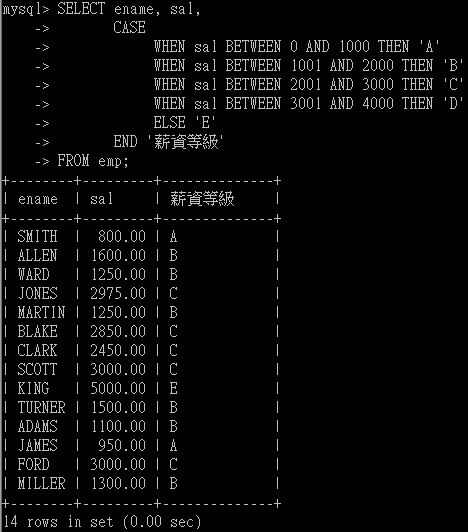 mysql> SELECT ename, sal,
    ->        CASE
    ->             WHEN sal BETWEEN 0 AND 1000 THEN 'A'
    ->             WHEN sal BETWEEN 1001 AND 2000 THEN 'B'
    ->             WHEN sal BETWEEN 2001 AND 3000 THEN 'C'
    ->             WHEN sal BETWEEN 3001 AND 4000 THEN 'D'
    ->             ELSE 'E'
    ->        END '薪資等級'
    -> FROM emp;
+--------+---------+--------------+
| ename  | sal     | 薪資等級     |
+--------+---------+--------------+
| SMITH  |  800.00 | A            |
| ALLEN  | 1600.00 | B            |
| WARD   | 1250.00 | B            |
| JONES  | 2975.00 | C            |
| MARTIN | 1250.00 | B            |
| BLAKE  | 2850.00 | C            |
| CLARK  | 2450.00 | C            |
| SCOTT  | 3000.00 | C            |
| KING   | 5000.00 | E            |
| TURNER | 1500.00 | B            |
| ADAMS  | 1100.00 | B            |
| JAMES  |  950.00 | A            |
| FORD   | 3000.00 | C            |
| MILLER | 1300.00 | B            |
+--------+---------+--------------+
14 rows in set (0.00 sec)